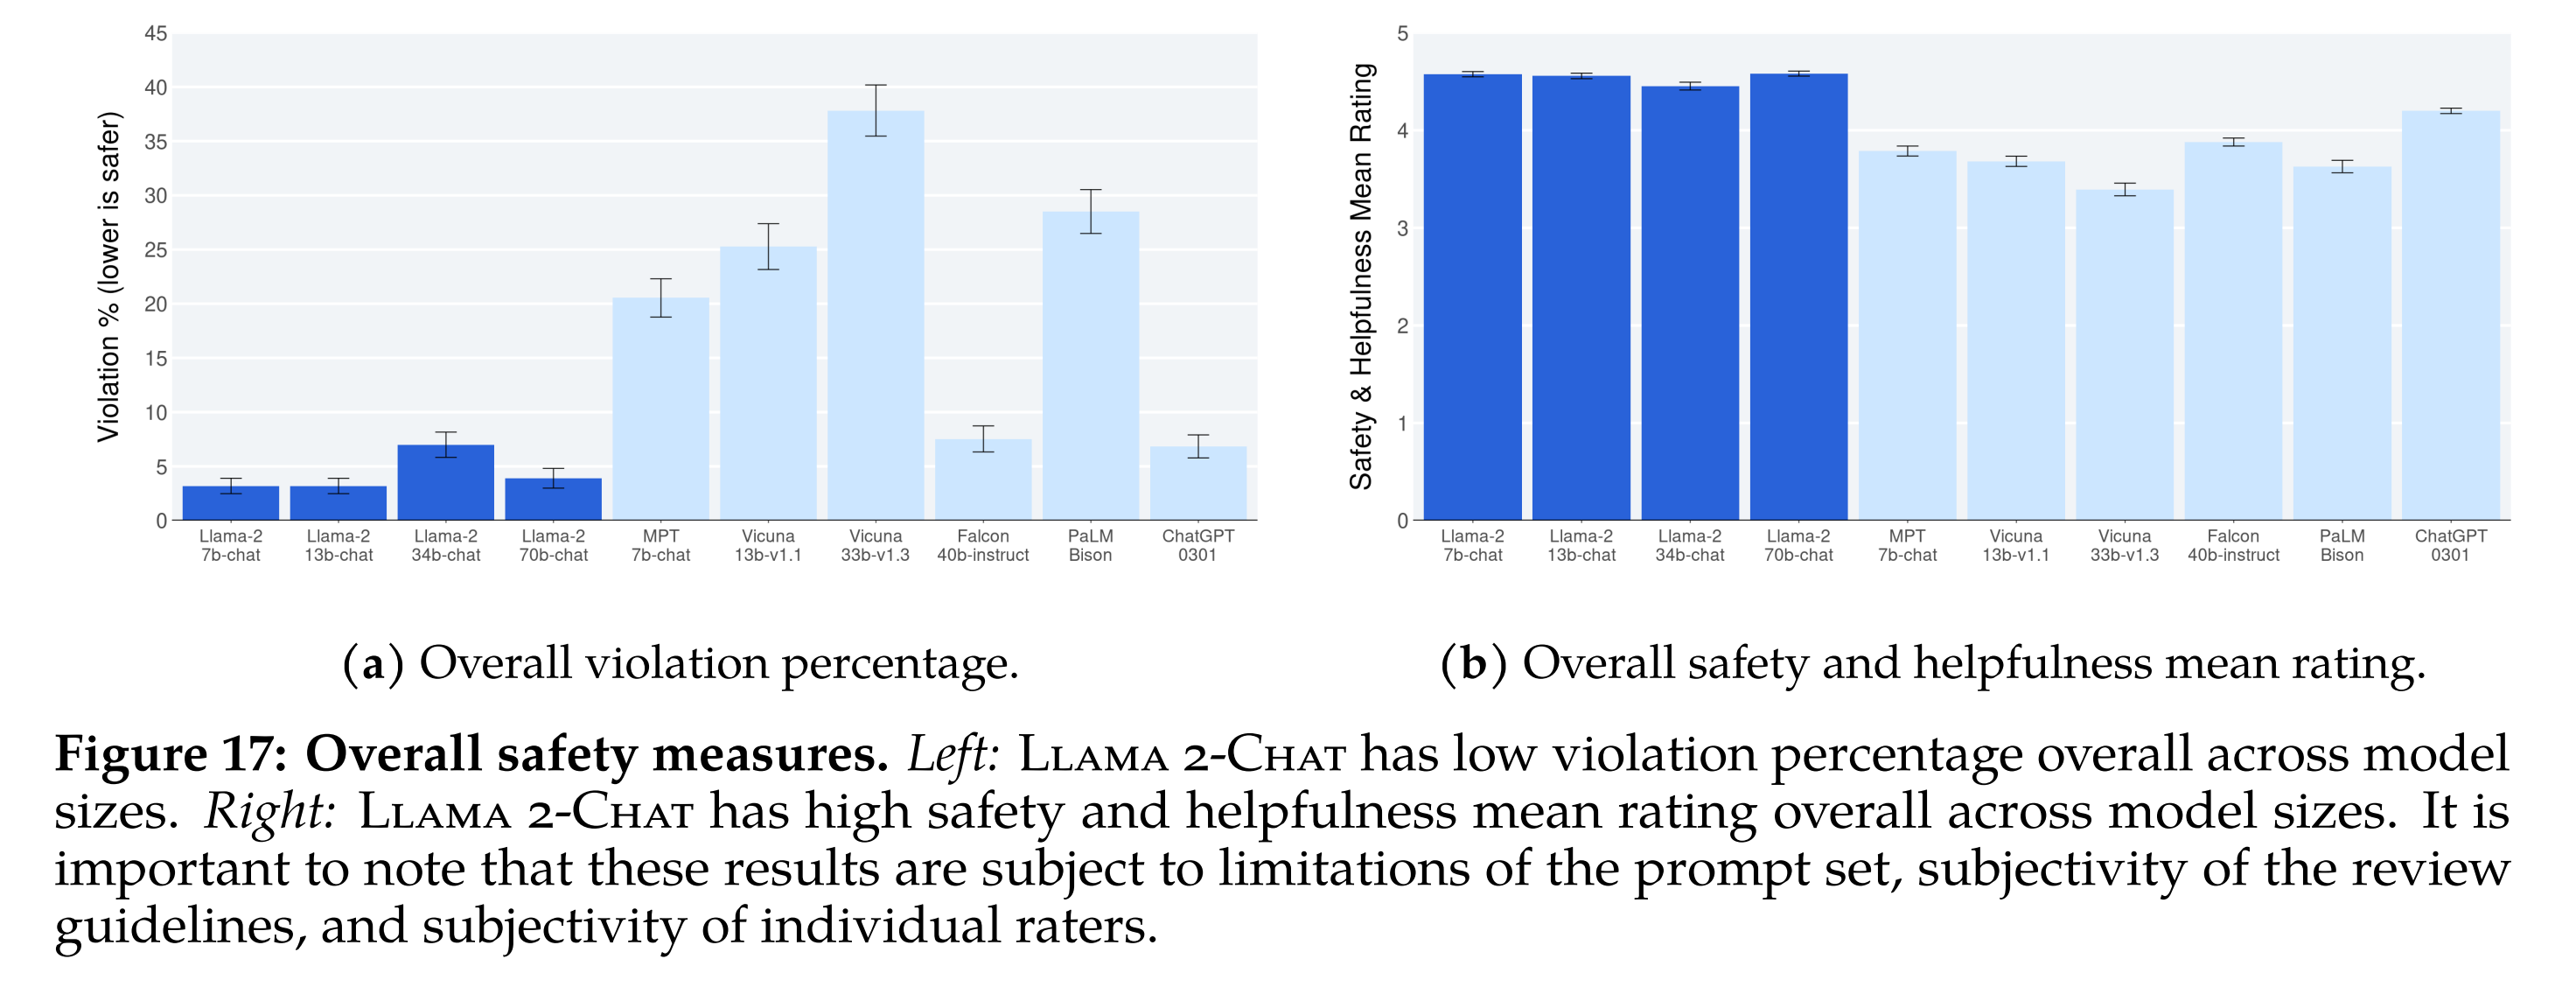 Violation % (lower is safer)
45
40
35
30
25
20
15
10
5
0
Llama-2 Llama-2 Llama-2 Llama-2 MPT Vicuna Vicuna Falcon PaLM ChatGPT
7b-chat 13b-chat 34b-chat 70b-chat 7b-chat 13b-v1.1 33b-v1.3 40b-instruct Bison 0301
(a) Overall violation percentage.
Safety & Helpfulness Mean Rating
5
4
3
2
1
0
Llama-2 Llama-2 Llama-2 Llama-2 MPT Vicuna Vicuna Falcon PaLM ChatGPT
7b-chat 13b-chat 34b-chat 70b-chat 7b-chat 13b-v1.1 33b-v1.3 40b-instruct Bison 0301
(b) Overall safety and helpfulness mean rating.
Figure 17: Overall safety measures. Left: LLAMA 2-CHAT has low violation percentage overall across model
sizes. Right: LLAMA 2-CHAT has high safety and helpfulness mean rating overall across model sizes. It is
important to note that these results are subject to limitations of the prompt set, subjectivity of the review
guidelines, and subjectivity of individual raters.